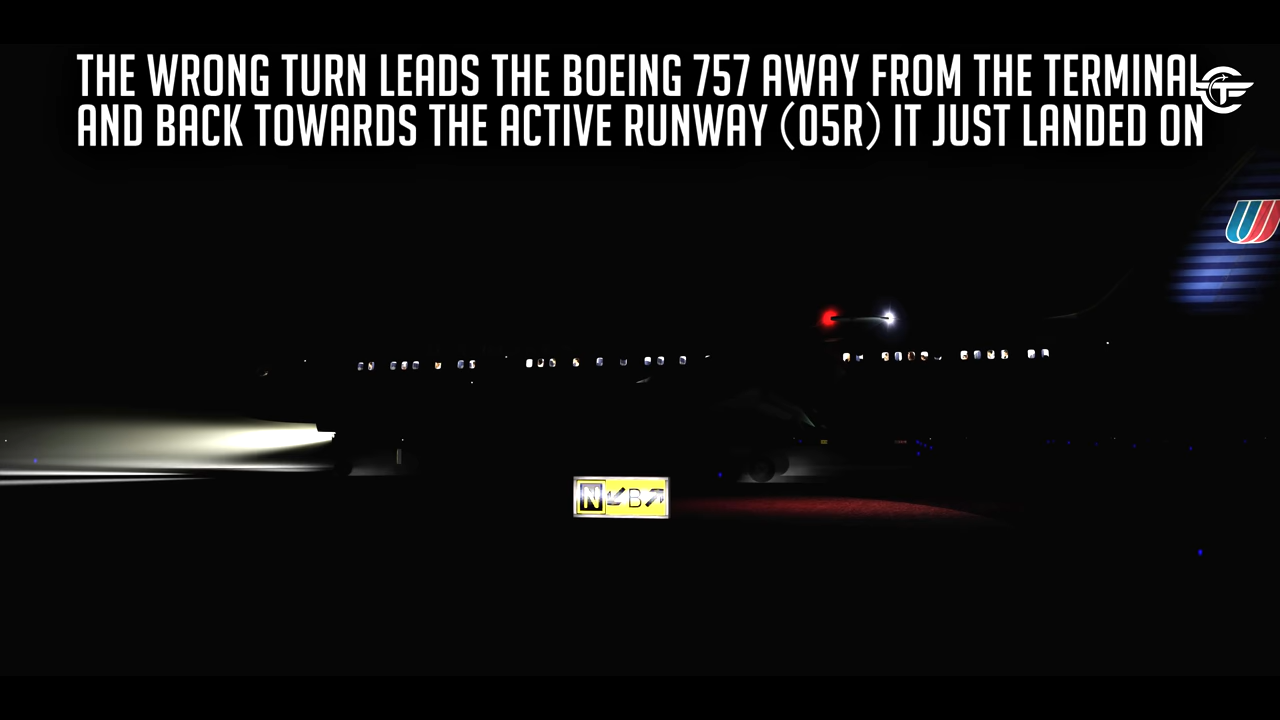 THE WRONG TURN LEADS THE BOEING 757 AWAY FROM THE TERMINAL
AND BACK TOWARDS THE ACTIVE RUNWAY (05R) IT JUST LANDED ON
N ↙B↗